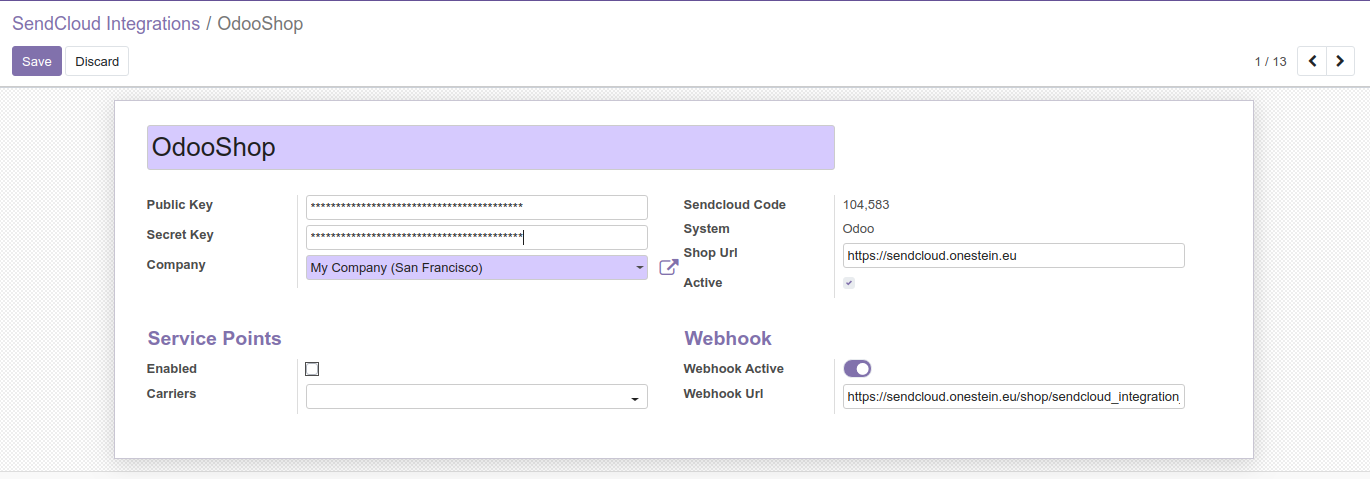 SendCloud Integrations / OdooShop
Save Discard
1 / 13
OdooShop
Public Key ******************************************
Secret Key ******************************************
Company My Company (San Francisco)
Sendcloud Code 104,583
System Odoo
Shop Url https://sendcloud.onestein.eu
Active
Service Points
Enabled
Carriers
Webhook
Webhook Active
Webhook Url https://sendcloud.onestein.eu/shop/sendcloud_integration_